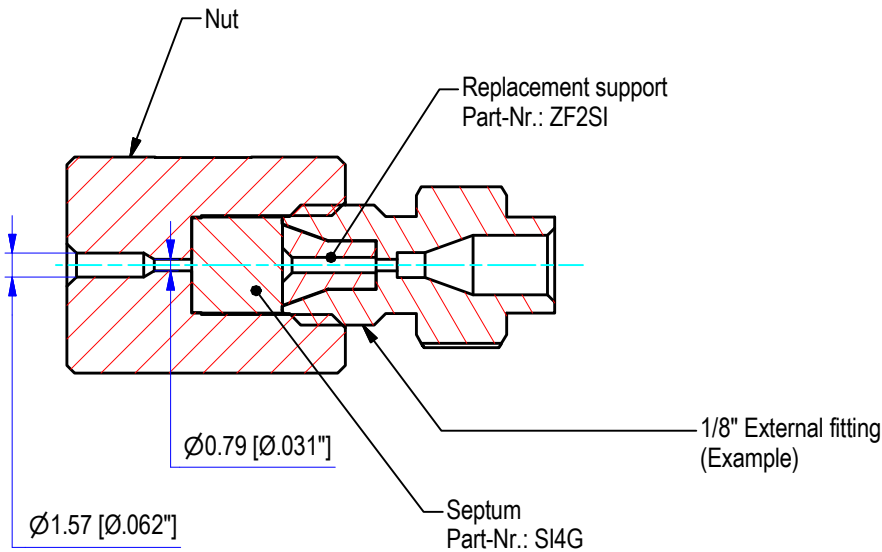 Nut
Replacement support
Part-Nr.: ZF2SI
1/8" External fitting
(Example)
Ø0.79 [Ø.031"]
Septum
Part-Nr.: SI4G
Ø1.57 [Ø.062"]